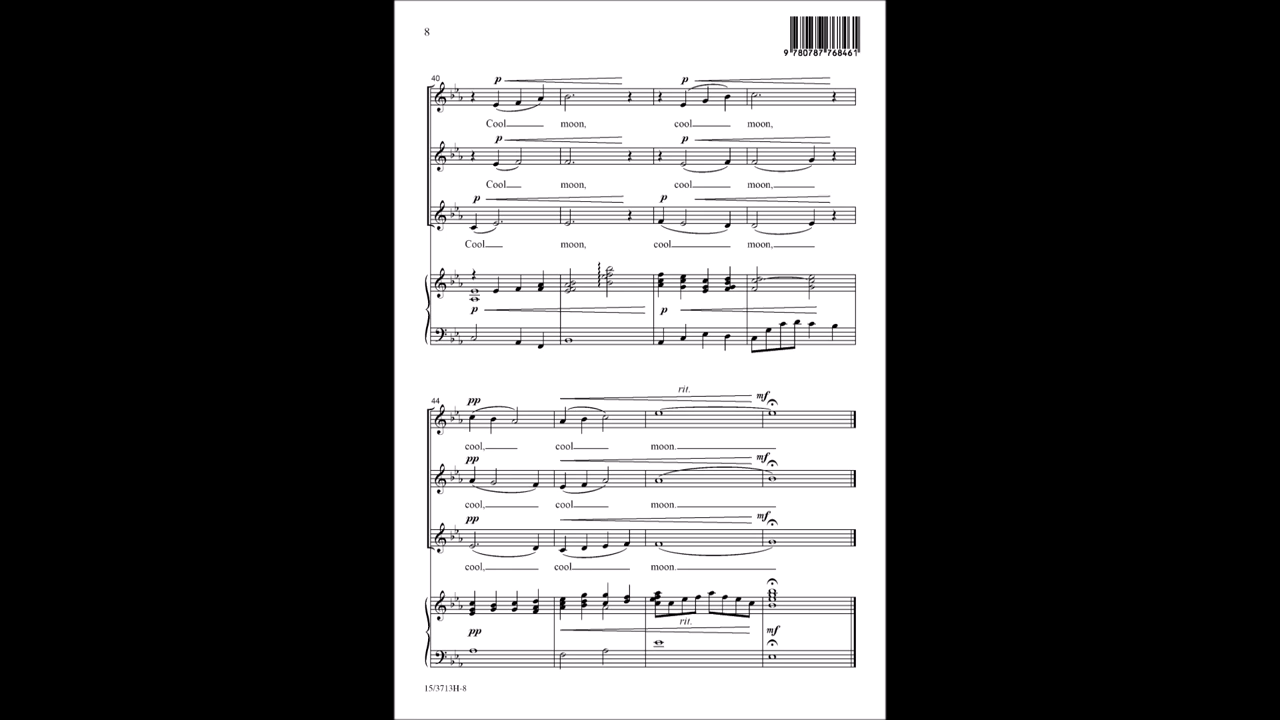 8
9 780787 768461
40
p p
Cool moon, cool moon,
p p
Cool moon, cool moon,
p p
Cool moon, cool moon,
p p
rit.
44
pp mf
cool, cool moon.
pp mf
cool, cool moon.
pp mf
cool, cool moon.
rit.
pp mf
15/3713H-8